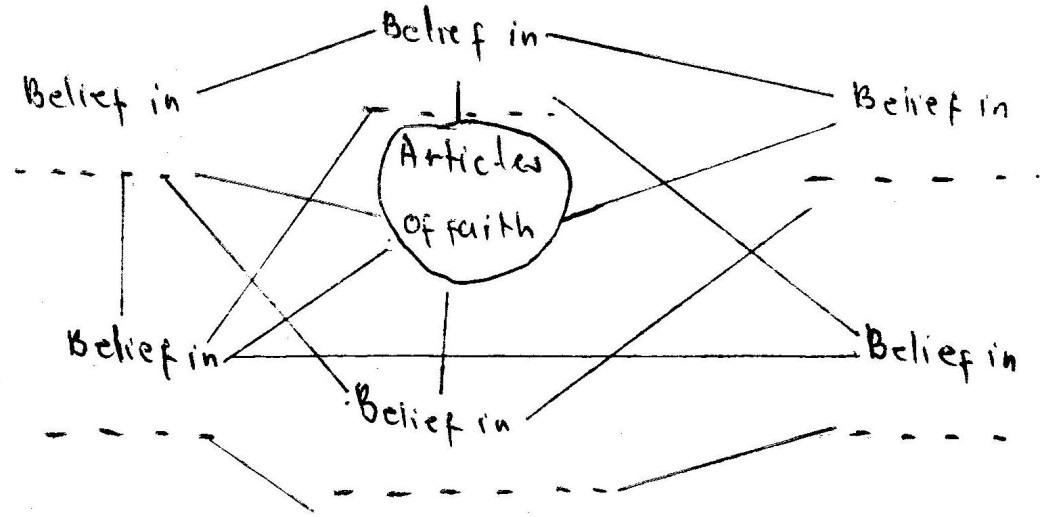 Belief in
Belief in
Belief in
- - - - - -
Articles
Of faith
- - - - - -
- - - - -
Belief in
Belief in
Belief in
- - - -
- - - - -
- - - - - - -